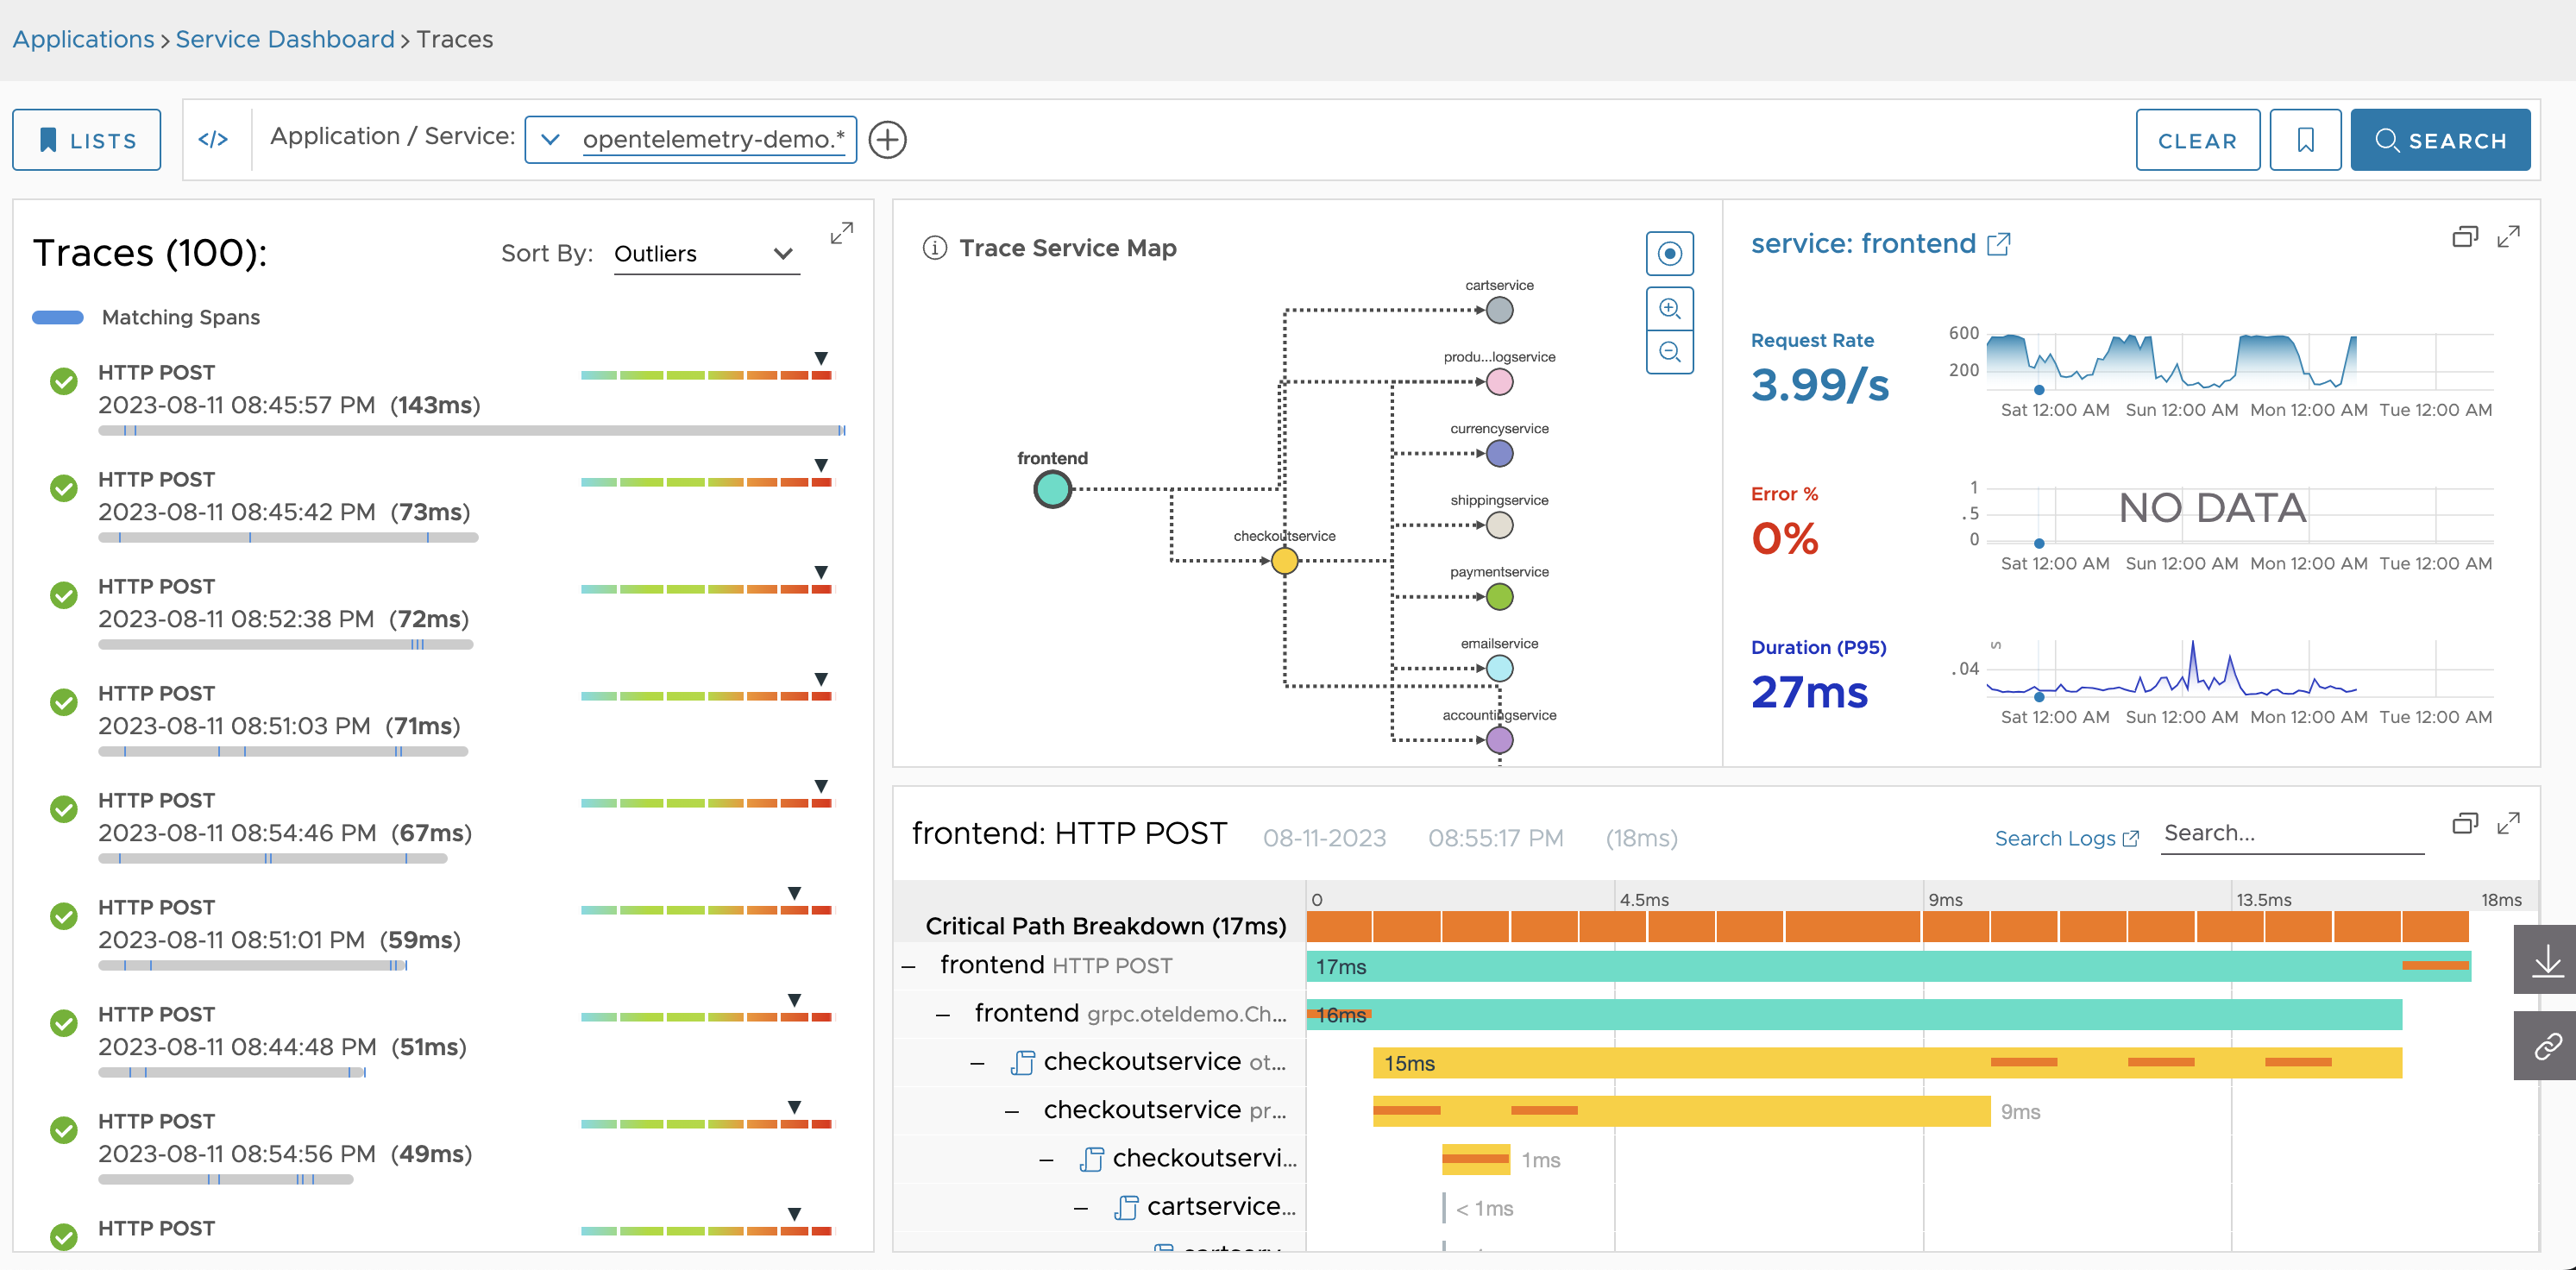 Applications > Service Dashboard > Traces
LISTS
</>
Application / Service:
opentelemetry-demo.*
CLEAR
SEARCH
Traces (100):
Sort By:
Outliers
Matching Spans
HTTP POST
2023-08-11 08:45:57 PM (143ms)
HTTP POST
2023-08-11 08:45:42 PM (73ms)
HTTP POST
2023-08-11 08:52:38 PM (72ms)
HTTP POST
2023-08-11 08:51:03 PM (71ms)
HTTP POST
2023-08-11 08:54:46 PM (67ms)
HTTP POST
2023-08-11 08:51:01 PM (59ms)
HTTP POST
2023-08-11 08:44:48 PM (51ms)
HTTP POST
2023-08-11 08:54:56 PM (49ms)
HTTP POST
Trace Service Map
cartservice
produ...logservice
currencyservice
frontend
shippingservice
checkoutservice
paymentservice
emailservice
accountingservice
service: frontend
Request Rate
3.99/s
600
200
Sat 12:00 AM Sun 12:00 AM Mon 12:00 AM Tue 12:00 AM
Error %
0%
1
.5
0
NO DATA
Sat 12:00 AM Sun 12:00 AM Mon 12:00 AM Tue 12:00 AM
Duration (P95)
27ms
s
.04
Sat 12:00 AM Sun 12:00 AM Mon 12:00 AM Tue 12:00 AM
frontend: HTTP POST
08-11-2023
08:55:17 PM
(18ms)
Search Logs
Search...
0
4.5ms
9ms
13.5ms
18ms
Critical Path Breakdown (17ms)
frontend HTTP POST
17ms
frontend grpc.oteldemo.Ch...
16ms
checkoutservice ot...
15ms
checkoutservice pr...
9ms
checkoutservi...
1ms
cartservice...
< 1ms